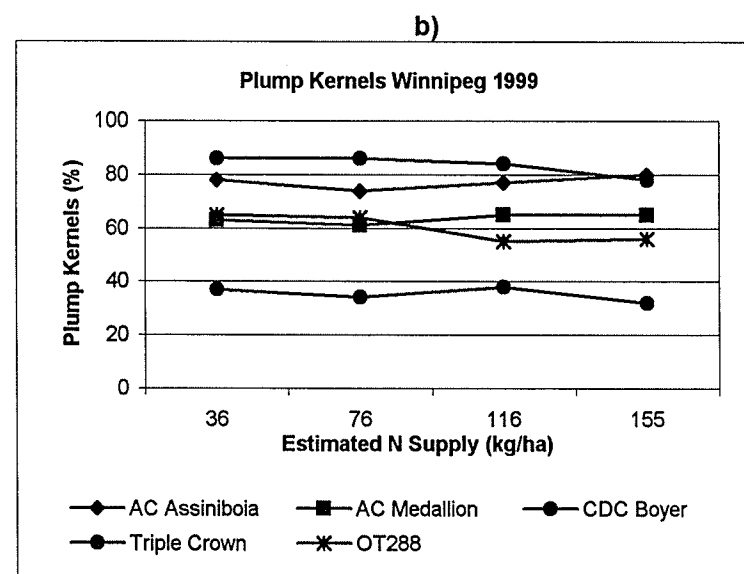 b)
Plump Kernels Winnipeg 1999
Plump Kernels (%)
100
80
60
40
20
0
36 76 116 155
Estimated N Supply (kg/ha)
AC Assiniboia AC Medallion CDC Boyer
Triple Crown OT288